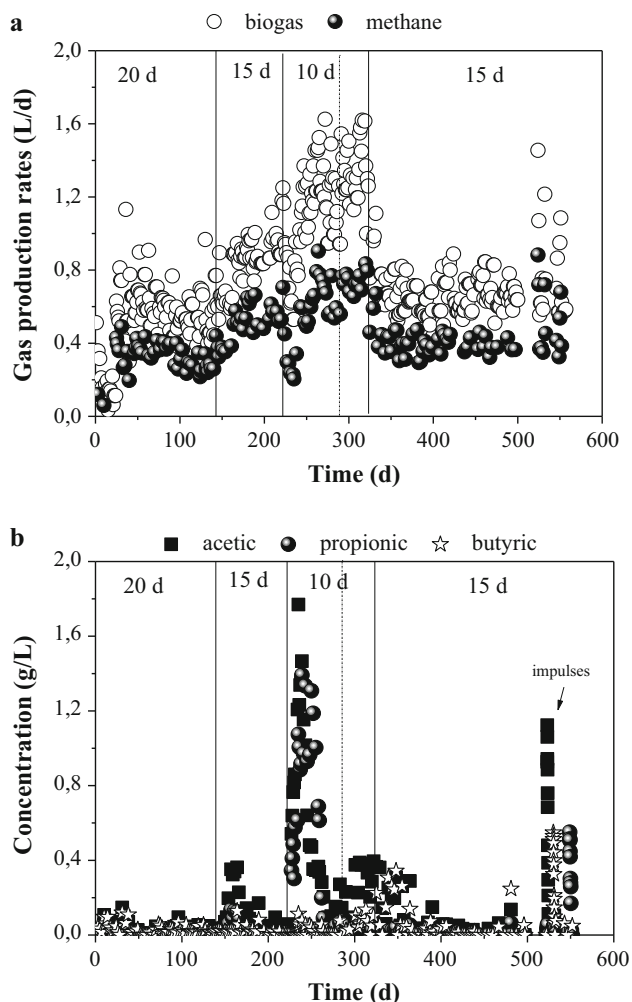 a
biogas methane
20 d 15 d 10 d 15 d
2,0
1,6
1,2
0,8
0,4
0,0
Gas production rates (L/d)
0 100 200 300 400 500 600
Time (d)
b
acetic propionic butyric
20 d 15 d 10 d 15 d
impulses
2,0
1,6
1,2
0,8
0,4
0,0
Concentration (g/L)
0 100 200 300 400 500 600
Time (d)